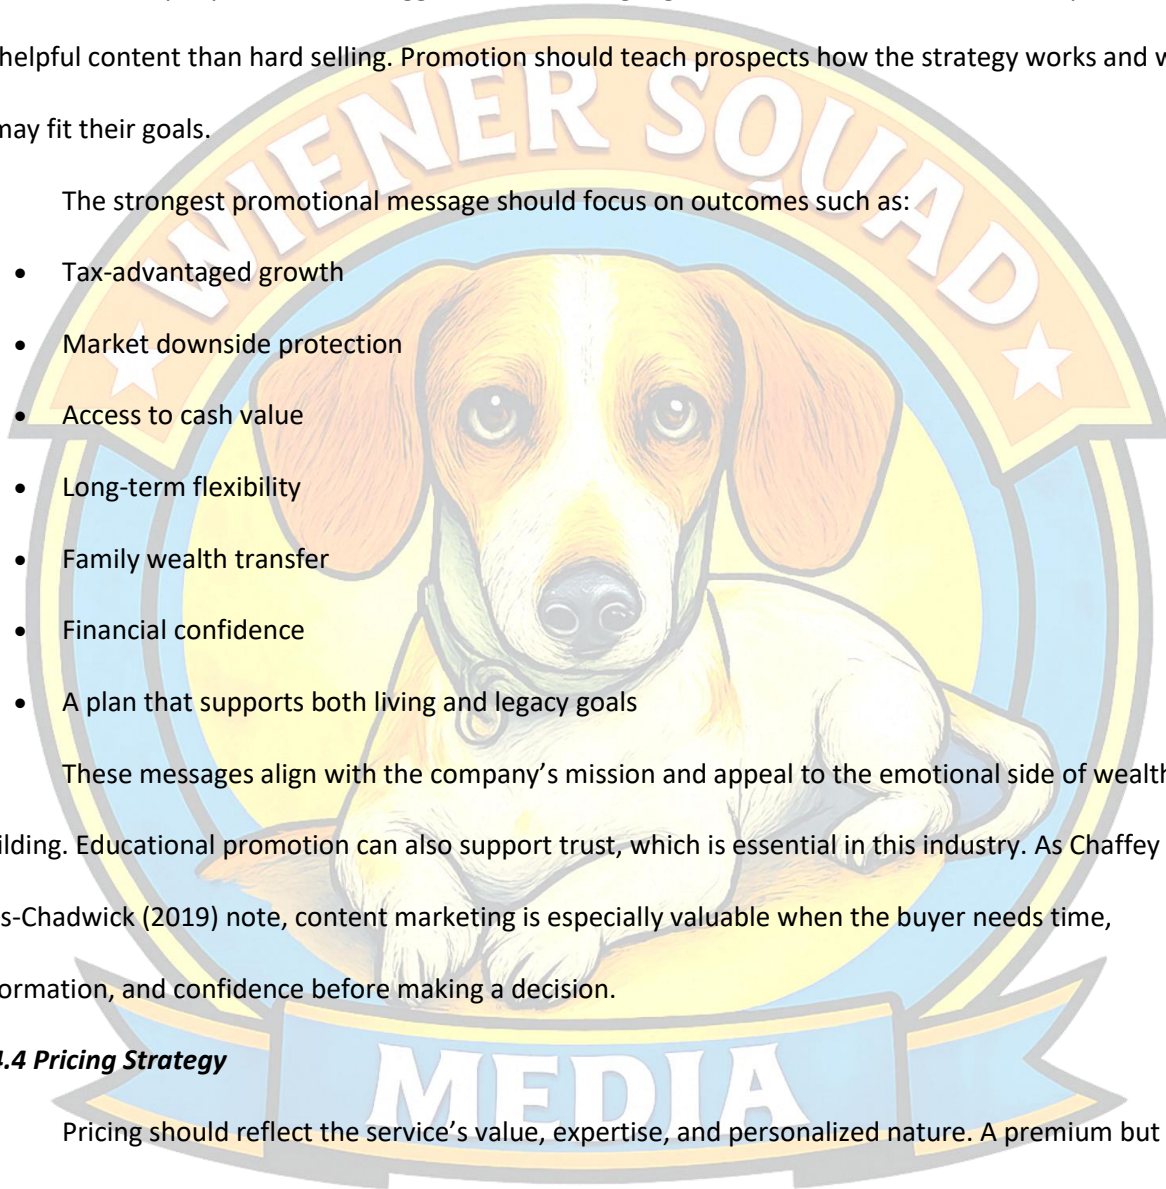 WIENER SQUAD
helpful content than hard selling. Promotion should teach prospects how the strategy works and w
may fit their goals.
The strongest promotional message should focus on outcomes such as:
• Tax-advantaged growth
• Market downside protection
• Access to cash value
• Long-term flexibility
• Family wealth transfer
• Financial confidence
• A plan that supports both living and legacy goals
These messages align with the company’s mission and appeal to the emotional side of wealth
ilding. Educational promotion can also support trust, which is essential in this industry. As Chaffey
s-Chadwick (2019) note, content marketing is especially valuable when the buyer needs time,
ormation, and confidence before making a decision.
4.4 Pricing Strategy
MEDIA
Pricing should reflect the service’s value, expertise, and personalized nature. A premium but